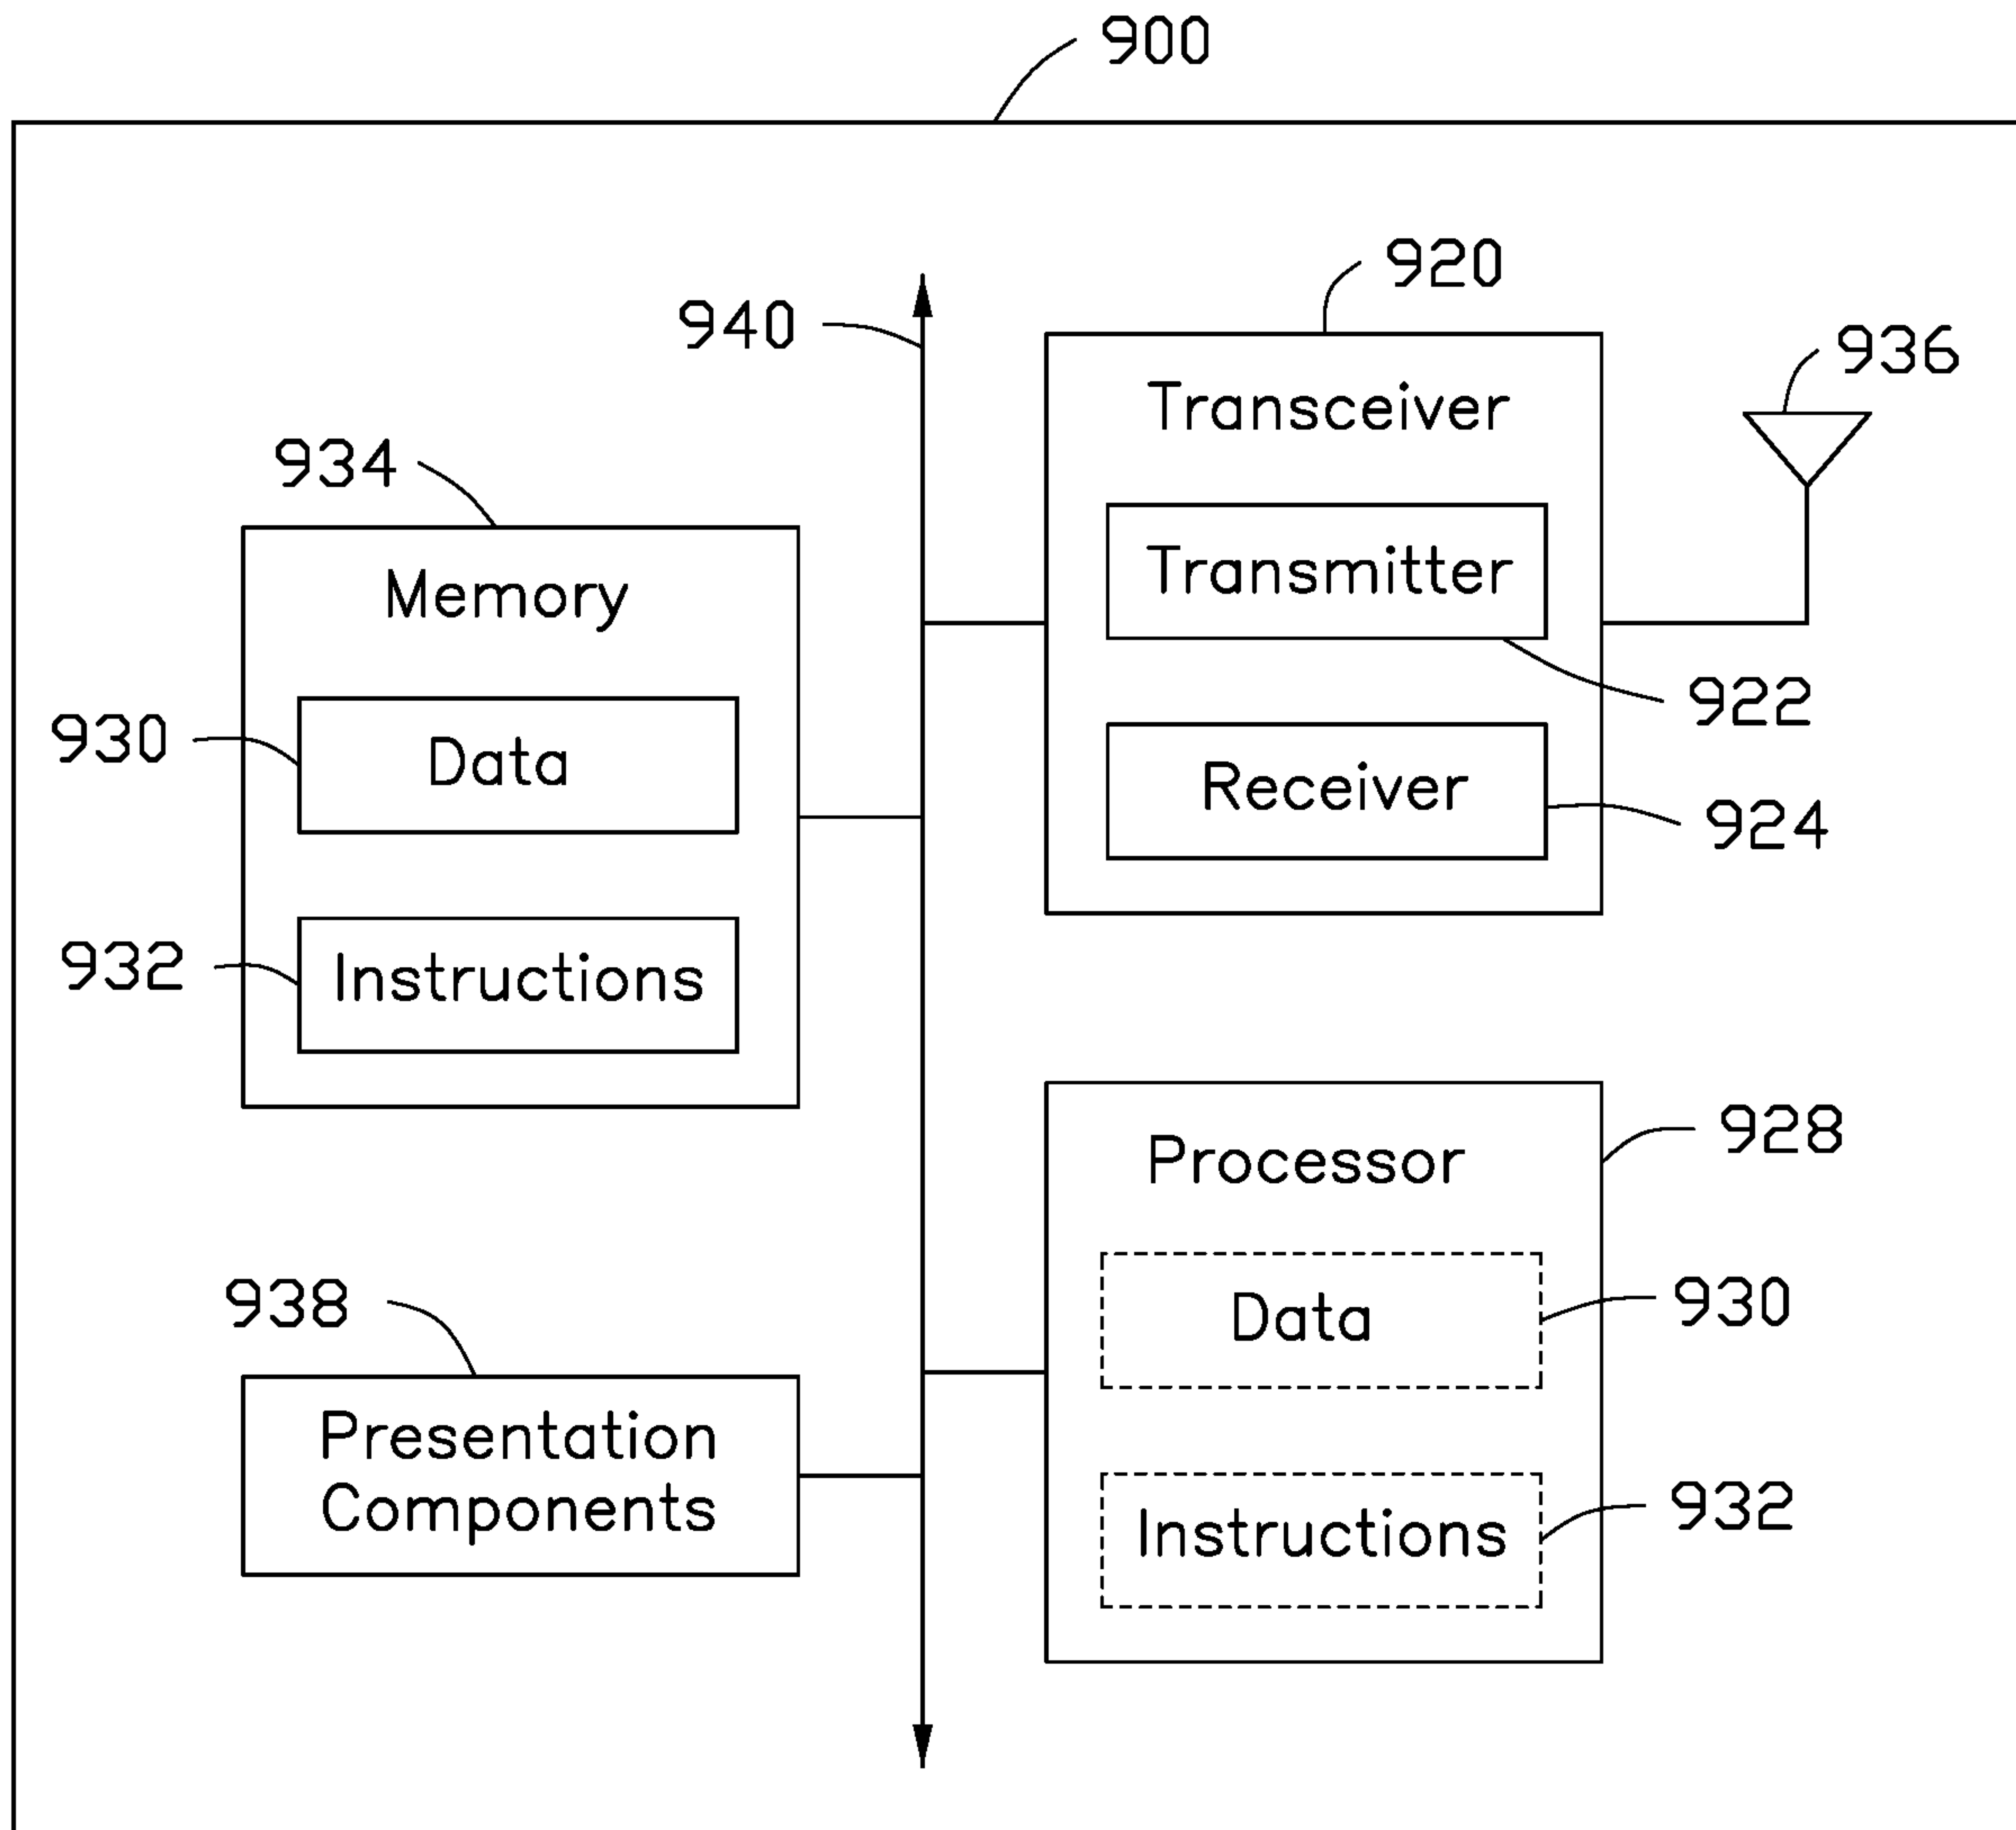 900
920
940
936
Transceiver
934
Transmitter
Memory
922
930
Data
Receiver
924
932
Instructions
928
Processor
938
Data
930
Presentation
Components
Instructions
932